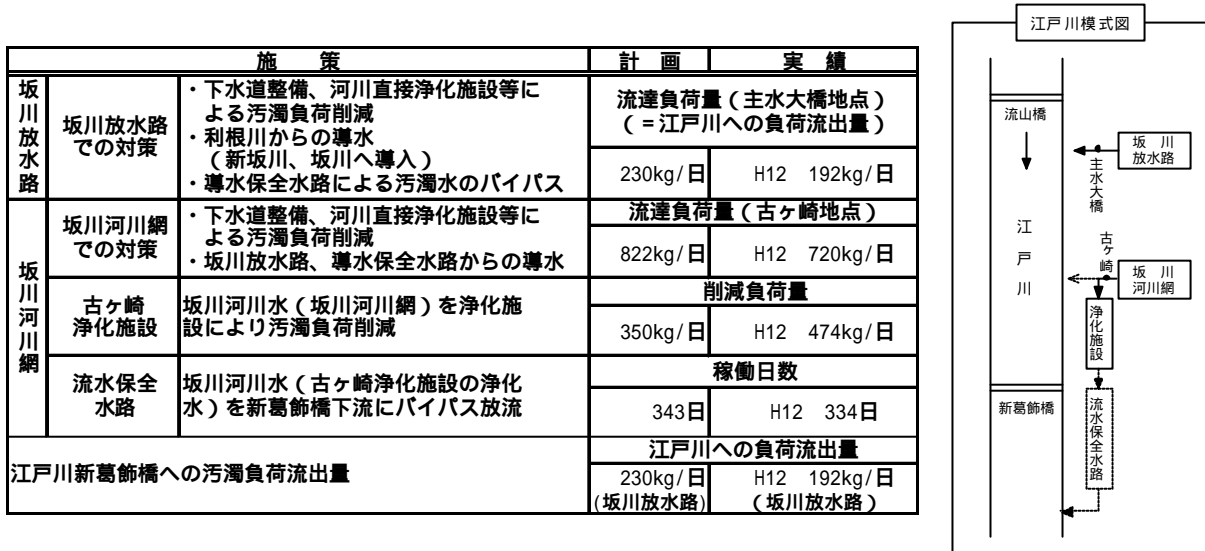 施 策 計 画 実 績
坂川放水路
坂川放水路
での対策
・下水道整備、河川直接浄化施設等に
よる汚濁負荷削減
・利根川からの導水
（新坂川、坂川へ導入）
・導水保全水路による汚濁水のバイパス
流達負荷量（主水大橋地点）
（=江戸川への負荷流出量）
230kg/日 H12 192kg/日
坂川河川網
坂川河川網
での対策
・下水道整備、河川直接浄化施設等に
よる汚濁負荷削減
・坂川放水路、導水保全水路からの導水
流達負荷量（古ヶ崎地点）
822kg/日 H12 720kg/日
古ヶ崎
浄化施設
坂川河川水（坂川河川網）を浄化施
設により汚濁負荷削減
削減負荷量
350kg/日 H12 474kg/日
流水保全
水路
坂川河川水（古ヶ崎浄化施設の浄化
水）を新葛飾橋下流にバイパス放流
稼働日数
343日 H12 334日
江戸川新葛飾橋への汚濁負荷流出量
江戸川への負荷流出量
230kg/日 H12 192kg/日
(坂川放水路) （坂川放水路）
江戸川模式図
流山橋
坂 川
放水路
主水大橋
江戸川
古ヶ崎
坂 川
河川網
浄化施設
新葛飾橋
流水保全水路